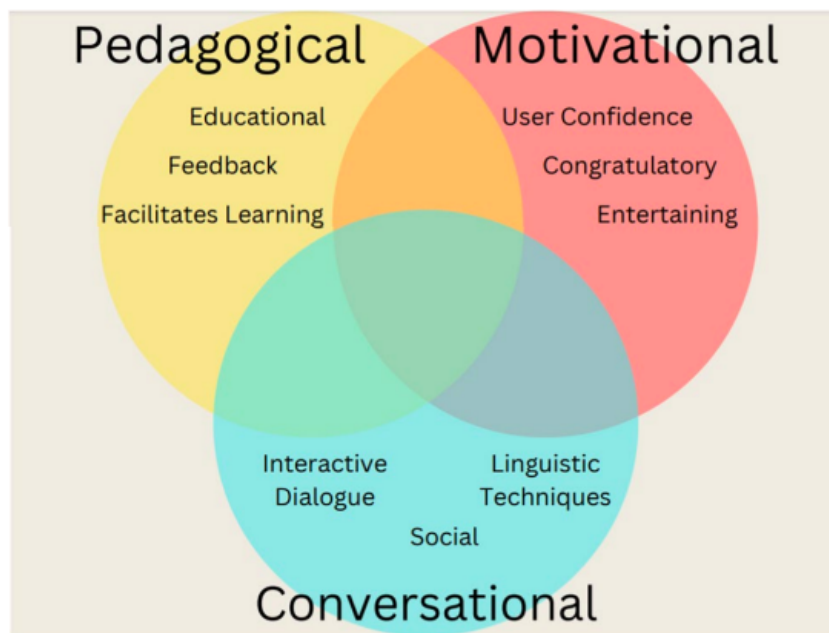 Pedagogical
Motivational
Educational
Feedback
Facilitates Learning
User Confidence
Congratulatory
Entertaining
Interactive
Dialogue
Linguistic
Techniques
Social
Conversational